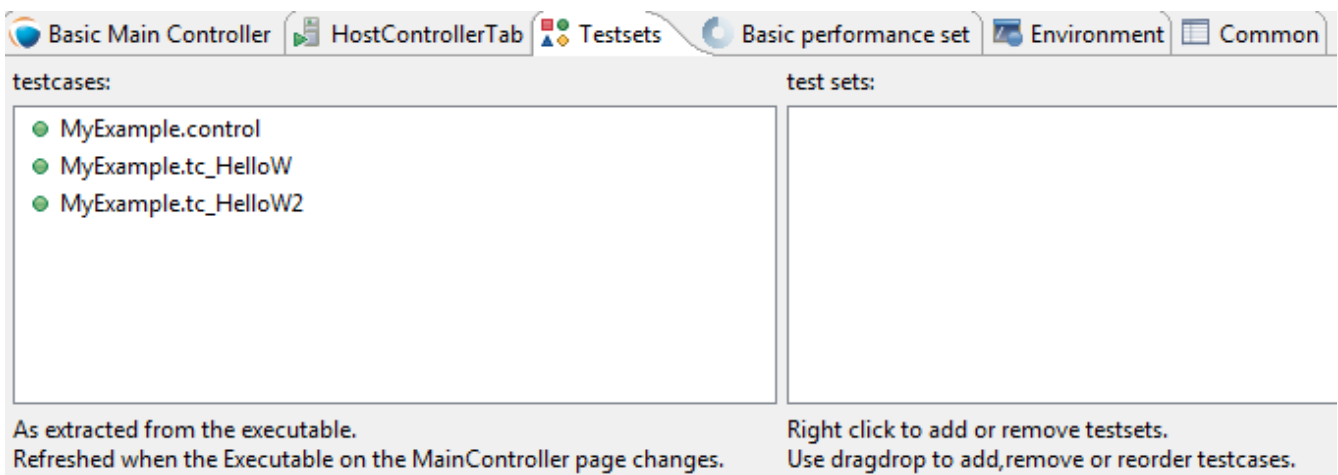 Basic Main Controller HostControllerTab Testsets Basic performance set Environment Common
testcases:
test sets:
MyExample.control
MyExample.tc_HelloW
MyExample.tc_HelloW2
As extracted from the executable.
Refreshed when the Executable on the MainController page changes.
Right click to add or remove testsets.
Use dragdrop to add,remove or reorder testcases.